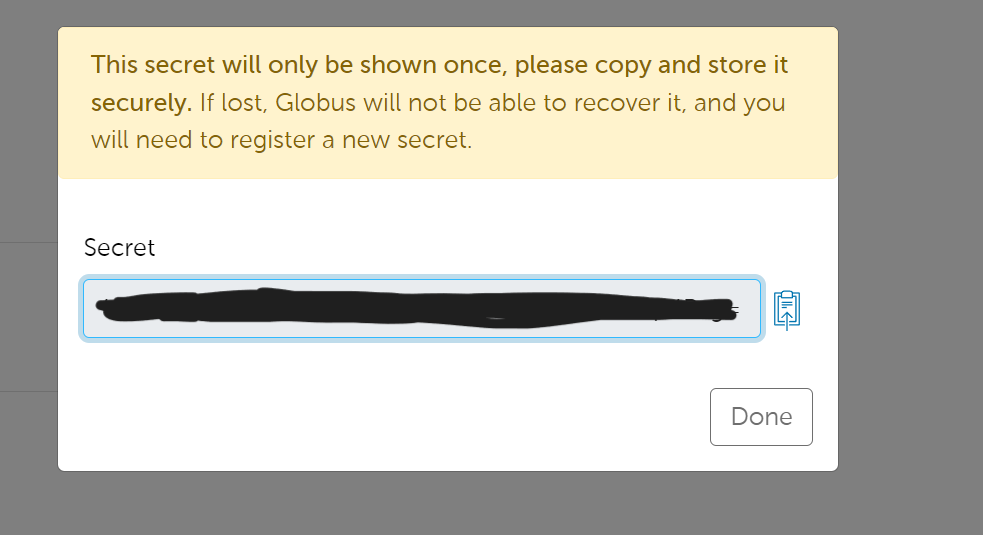 This secret will only be shown once, please copy and store it
securely. If lost, Globus will not be able to recover it, and you
will need to register a new secret.
Secret
Done